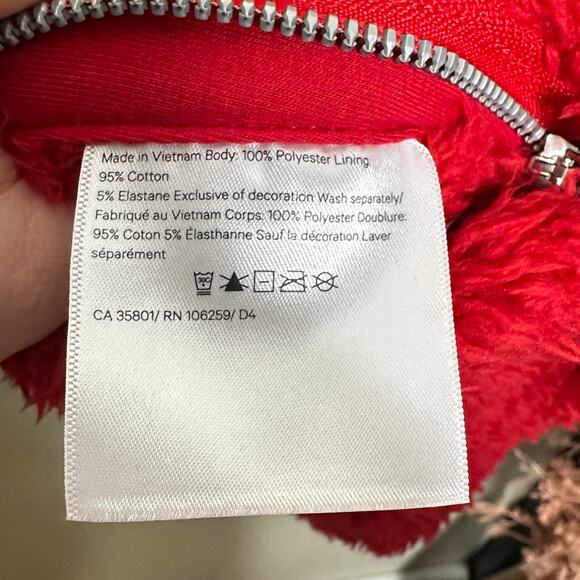 Made in Vietnam Body: 100% Polyester Lining:
95% Cotton
5% Elastane Exclusive of decoration Wash separately/
Fabriqué au Vietnam Corps: 100% Polyester Doublure:
95% Coton 5% Élasthanne Sauf la décoration Laver
séparément
30C
CA 35801/ RN 106259/ D4